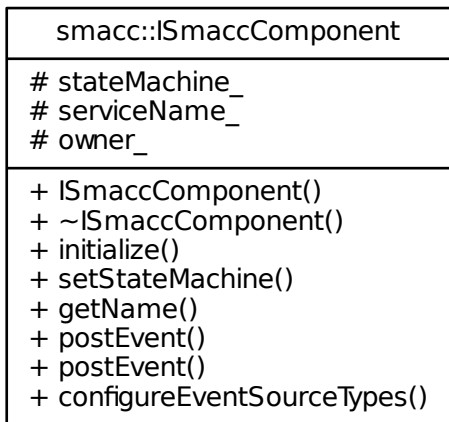 smacc::ISmaccComponent
# stateMachine_
# serviceName_
# owner_
+ ISmaccComponent()
+ ~ISmaccComponent()
+ initialize()
+ setStateMachine()
+ getName()
+ postEvent()
+ postEvent()
+ configureEventSourceTypes()